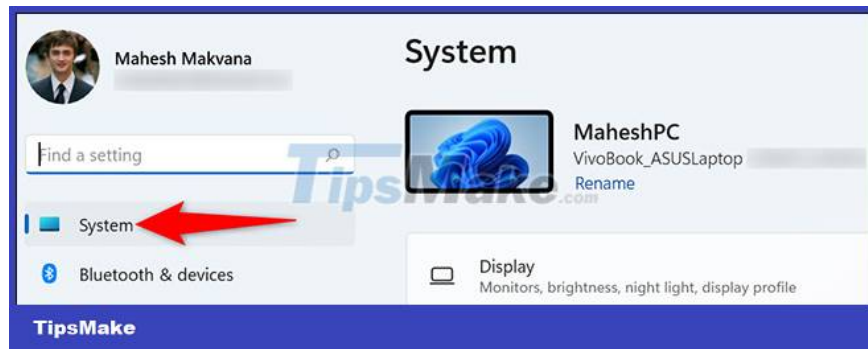 Mahesh Makvana
Find a setting
System
Bluetooth & devices
System
MaheshPC
VivoBook_ASUSLaptop
Rename
Display
Monitors, brightness, night light, display profile
TipsMake.com
TipsMake